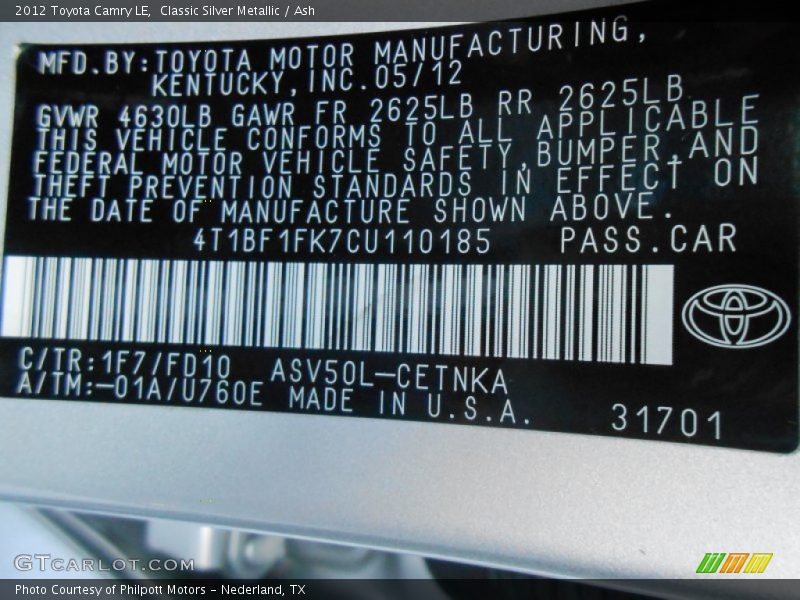 2012 Toyota Camry LE,  Classic Silver Metallic / Ash
MFD.BY:TOYOTA MOTOR MANUFACTURING,
KENTUCKY,INC.05/12
GVWR 4630LB GAWR FR 2625LB RR 2625LB
THIS VEHICLE CONFORMS TO ALL APPLICABLE
FEDERAL MOTOR VEHICLE SAFETY,BUMPER,AND
THEFT PREVENTION STANDARDS IN EFFECT ON
THE DATE OF MANUFACTURE SHOWN ABOVE.
4T1BF1FK7CU110185 PASS.CAR
C/TR:1F7/FD10 ASV50L-CETNKA
A/TM:-01A/U760E MADE IN U.S.A. 31701
GTCARLOT.COM
Photo Courtesy of Philpott Motors - Nederland, TX